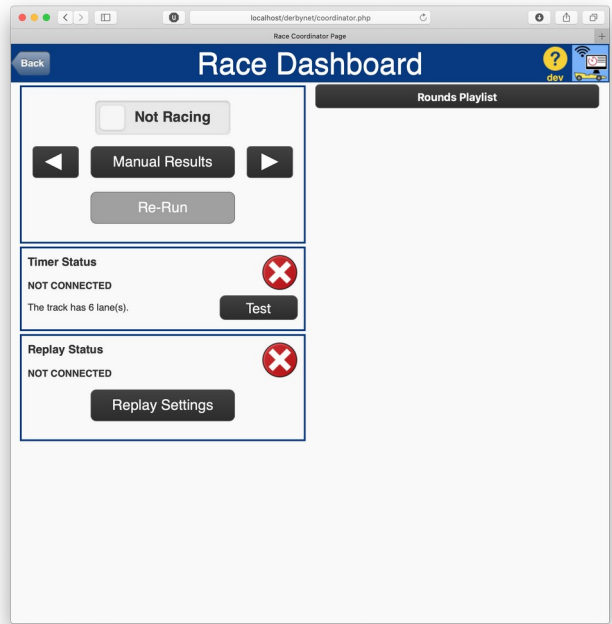 localhost/derbynet/coordinator.php
Race Coordinator Page
Back
Race Dashboard
?
dev
Not Racing
Manual Results
Re-Run
Timer Status
NOT CONNECTED
The track has 6 lane(s).
Test
Replay Status
NOT CONNECTED
Replay Settings
Rounds Playlist